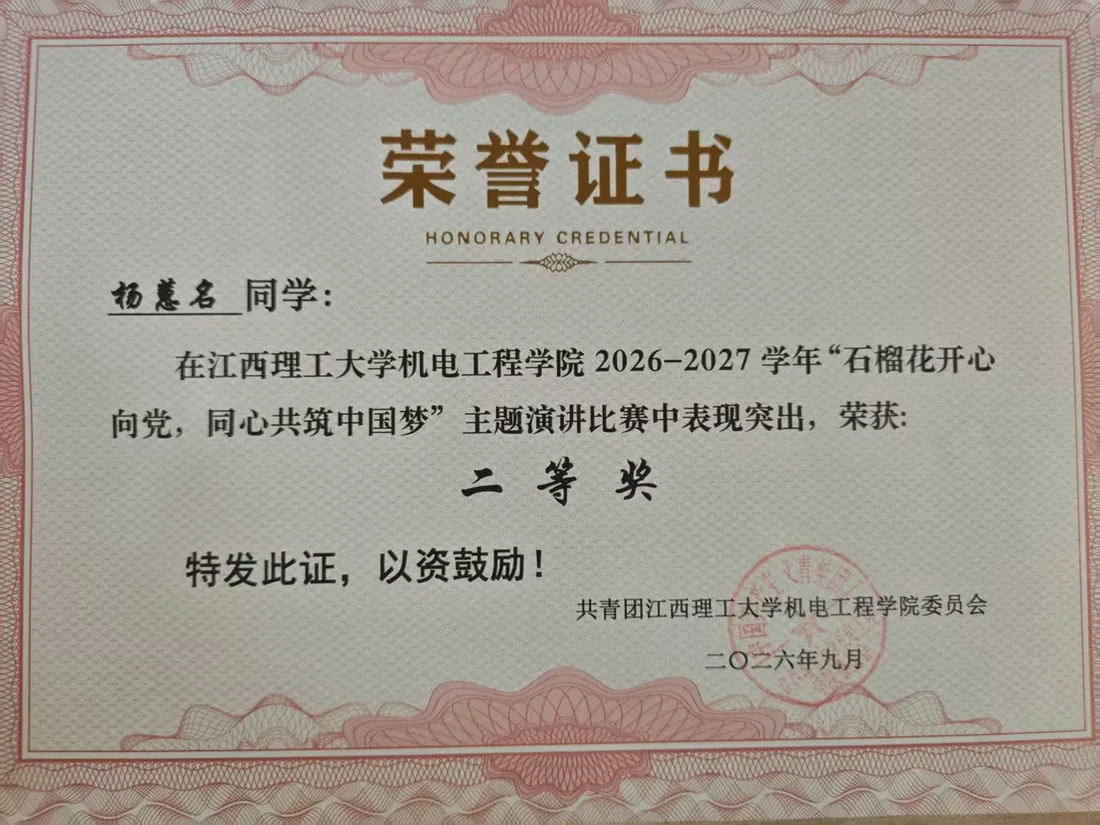 荣誉证书
HONORARY CREDENTIAL
杨蕙名 同学：
在江西理工大学机电工程学院 2026-2027 学年“石榴花开心
向党，同心共筑中国梦”主题演讲比赛中表现突出，荣获:
二等奖
特发此证，以资鼓励！
共青团江西理工大学机电工程学院委员会
二〇二六年九月